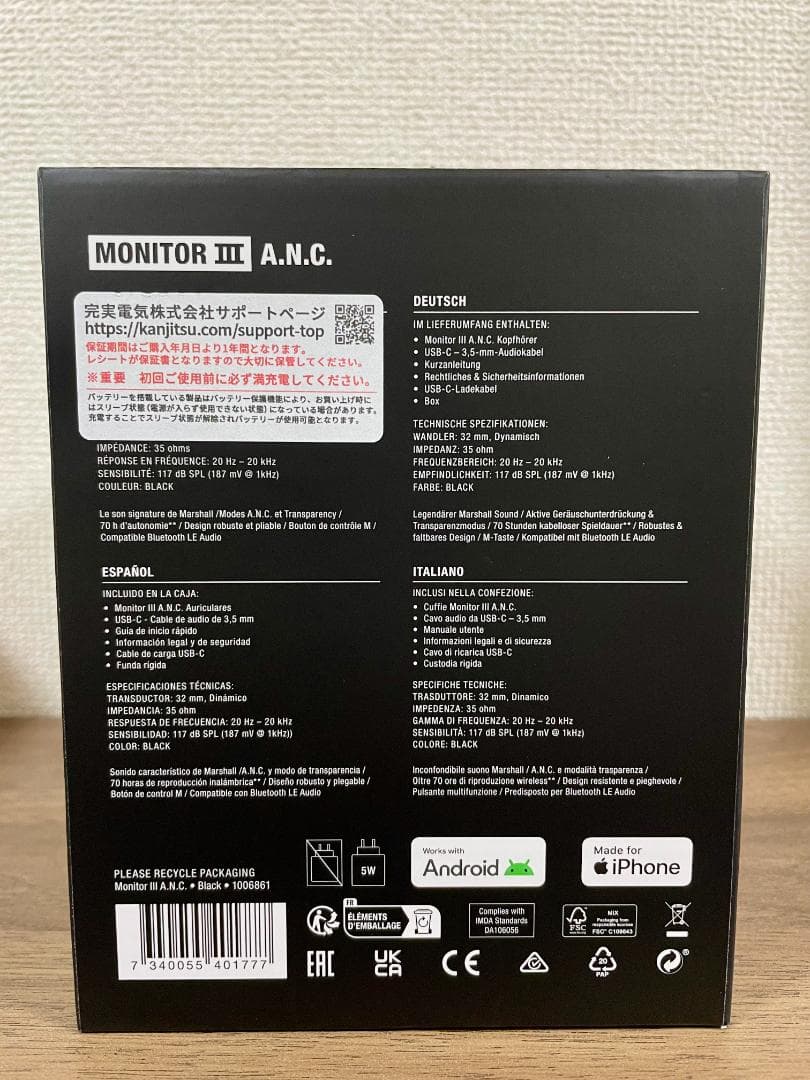 MONITOR III A.N.C.
完実電気株式会社サポートページ
https://kanjitsu.com/support-top
保証期間はご購入年月日より1年間となります。
レシートが保証書となりますので大切に保管してください。
※重要 初回ご使用前に必ず満充電してください。
バッテリーを搭載している製品はバッテリー保護機能により、お買い上げ時に
はスリープ状態(電源が入らず使用できない状態)になっている場合があります。
充電することでスリープ状態が解除されバッテリーが使用可能となります。
IMPÉDANCE: 35 ohms
RÉPONSE EN FRÉQUENCE: 20 Hz – 20 kHz
SENSIBILITÉ: 117 dB SPL (187 mV @ 1kHz)
COULEUR: BLACK
Le son signature de Marshall /Modes A.N.C. et Transparency /
70 h d'autonomie** / Design robuste et pliable / Bouton de contrôle M /
Compatible Bluetooth LE Audio
DEUTSCH
IM LIEFERUMFANG ENTHALTEN:
• Monitor III A.N.C. Kopfhörer
• USB-C – 3,5-mm-Audiokabel
• Kurzanleitung
• Rechtliches & Sicherheitsinformationen
• USB-C-Ladekabel
• Box
TECHNISCHE SPEZIFIKATIONEN:
WANDLER: 32 mm, Dynamisch
IMPEDANZ: 35 ohm
FREQUENZBEREICH: 20 Hz – 20 kHz
EMPFINDLICHKEIT: 117 dB SPL (187 mV @ 1kHz)
FARBE: BLACK
Legendärer Marshall Sound / Aktive Geräuschunterdrückung &
Transparenzmodus / 70 Stunden kabelloser Spieldauer** / Robustes &
faltbares Design / M-Taste / Kompatibel mit Bluetooth LE Audio
ESPAÑOL
INCLUIDO EN LA CAJA:
• Monitor III A.N.C. Auriculares
• USB-C - Cable de audio de 3,5 mm
• Guía de inicio rápido
• Información legal y de seguridad
• Cable de carga USB-C
• Funda rígida
ESPECIFICACIONES TÉCNICAS:
TRANSDUCTOR: 32 mm, Dinámico
IMPEDANCIA: 35 ohm
RESPUESTA DE FRECUENCIA: 20 Hz – 20 kHz
SENSIBILIDAD: 117 dB SPL (187 mV @ 1kHz))
COLOR: BLACK
Sonido característico de Marshall /A.N.C. y modo de transparencia /
70 horas de reproducción inalámbrica** / Diseño robusto y plegable /
Botón de control M / Compatible con Bluetooth LE Audio
ITALIANO
INCLUSI NELLA CONFEZIONE:
• Cuffie Monitor III A.N.C.
• Cavo audio da USB-C – 3,5 mm
• Manuale utente
• Informazioni legali e di sicurezza
• Cavo di ricarica USB-C
• Custodia rigida
SPECIFICHE TECNICHE:
TRASDUTTORE: 32 mm, Dinamico
IMPEDENZA: 35 ohm
GAMMA DI FREQUENZA: 20 Hz – 20 kHz
SENSIBILITÀ: 117 dB SPL (187 mV @ 1kHz)
COLORE: BLACK
Inconfondibile suono Marshall / A.N.C. e modalità trasparenza /
Oltre 70 ore di riproduzione wireless** / Design resistente e pieghevole /
Pulsante multifunzione / Predisposto per Bluetooth LE Audio
PLEASE RECYCLE PACKAGING
Monitor III A.N.C. • Black • 1006861
7 340055 401777
5W
Works with
Android
Made for
iPhone
FR
ÉLÉMENTS
D'EMBALLAGE
Complies with
IMDA Standards
DA106056
FSC
MIX
Packaging from
responsible sources
FSC® C109043
EAC
UK
CA
CE
20
PAP